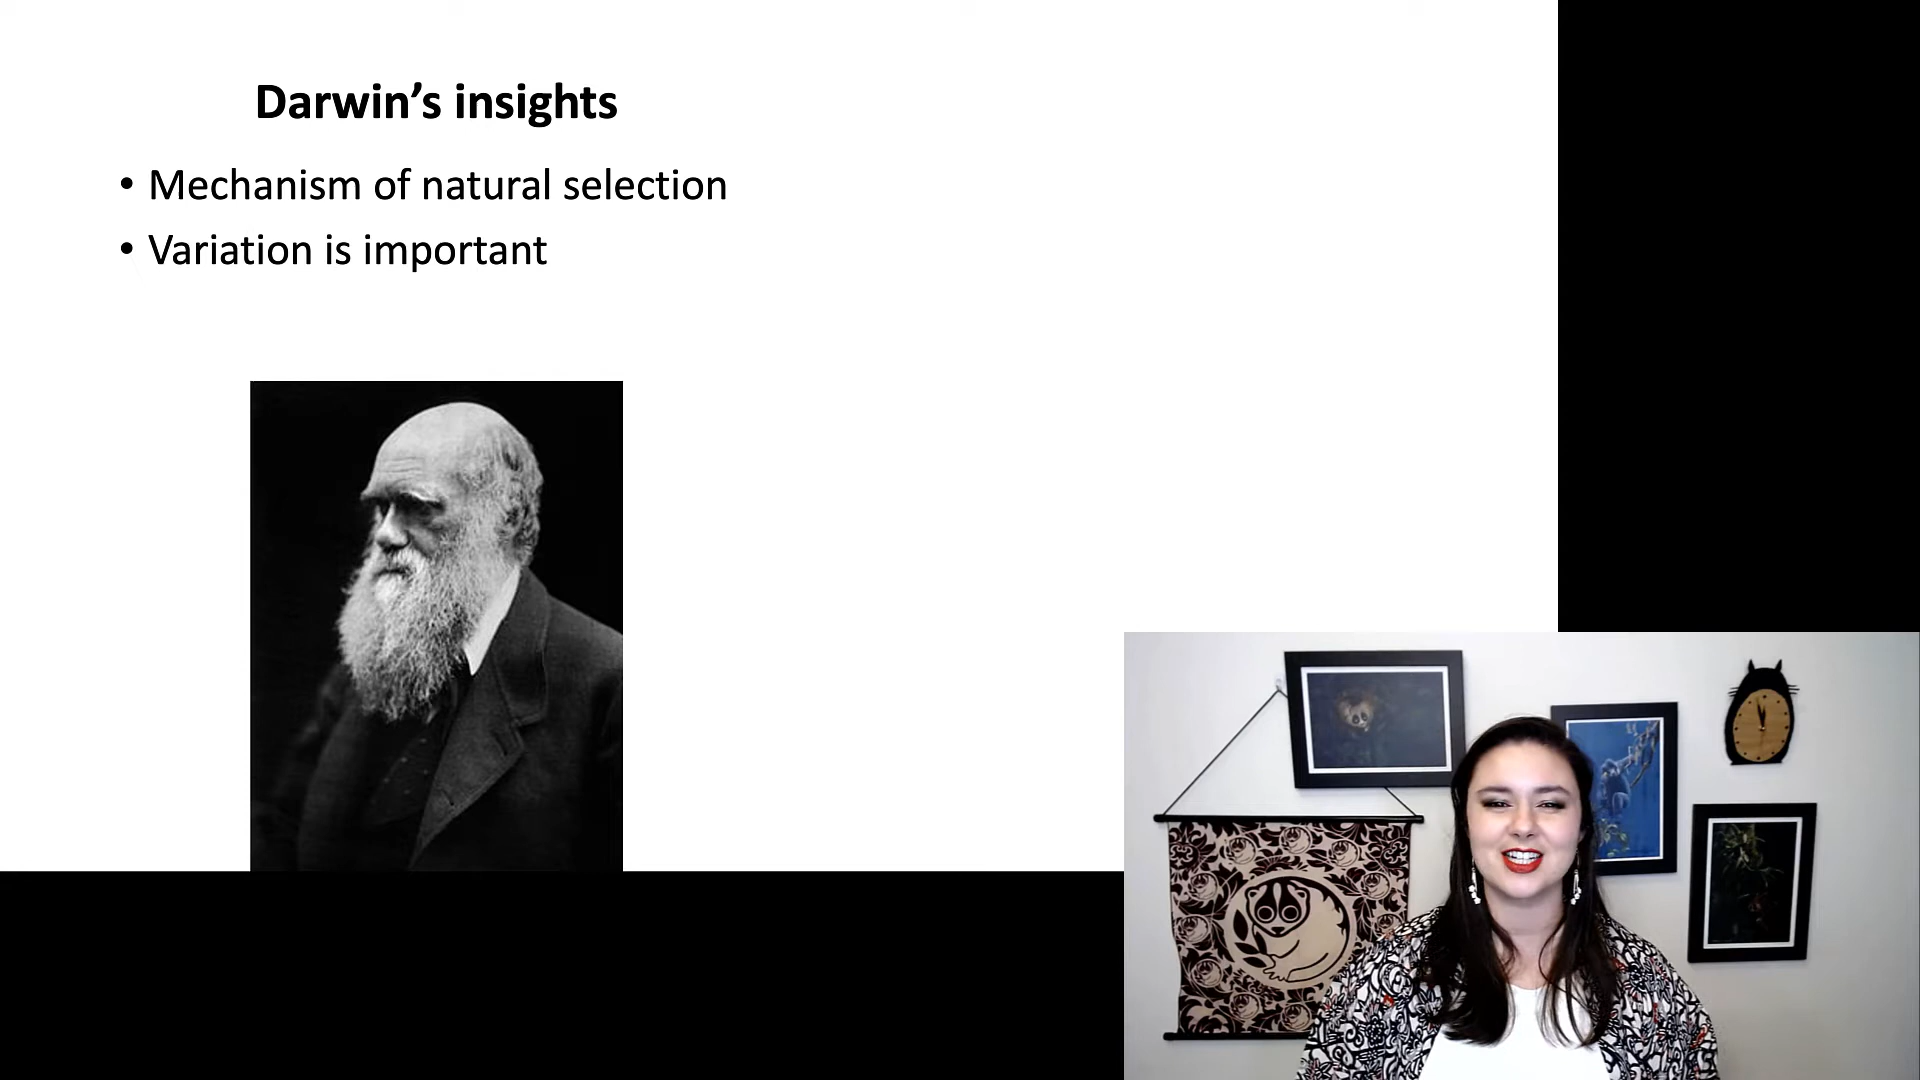 Darwin’s insights
• Mechanism of natural selection
• Variation is important